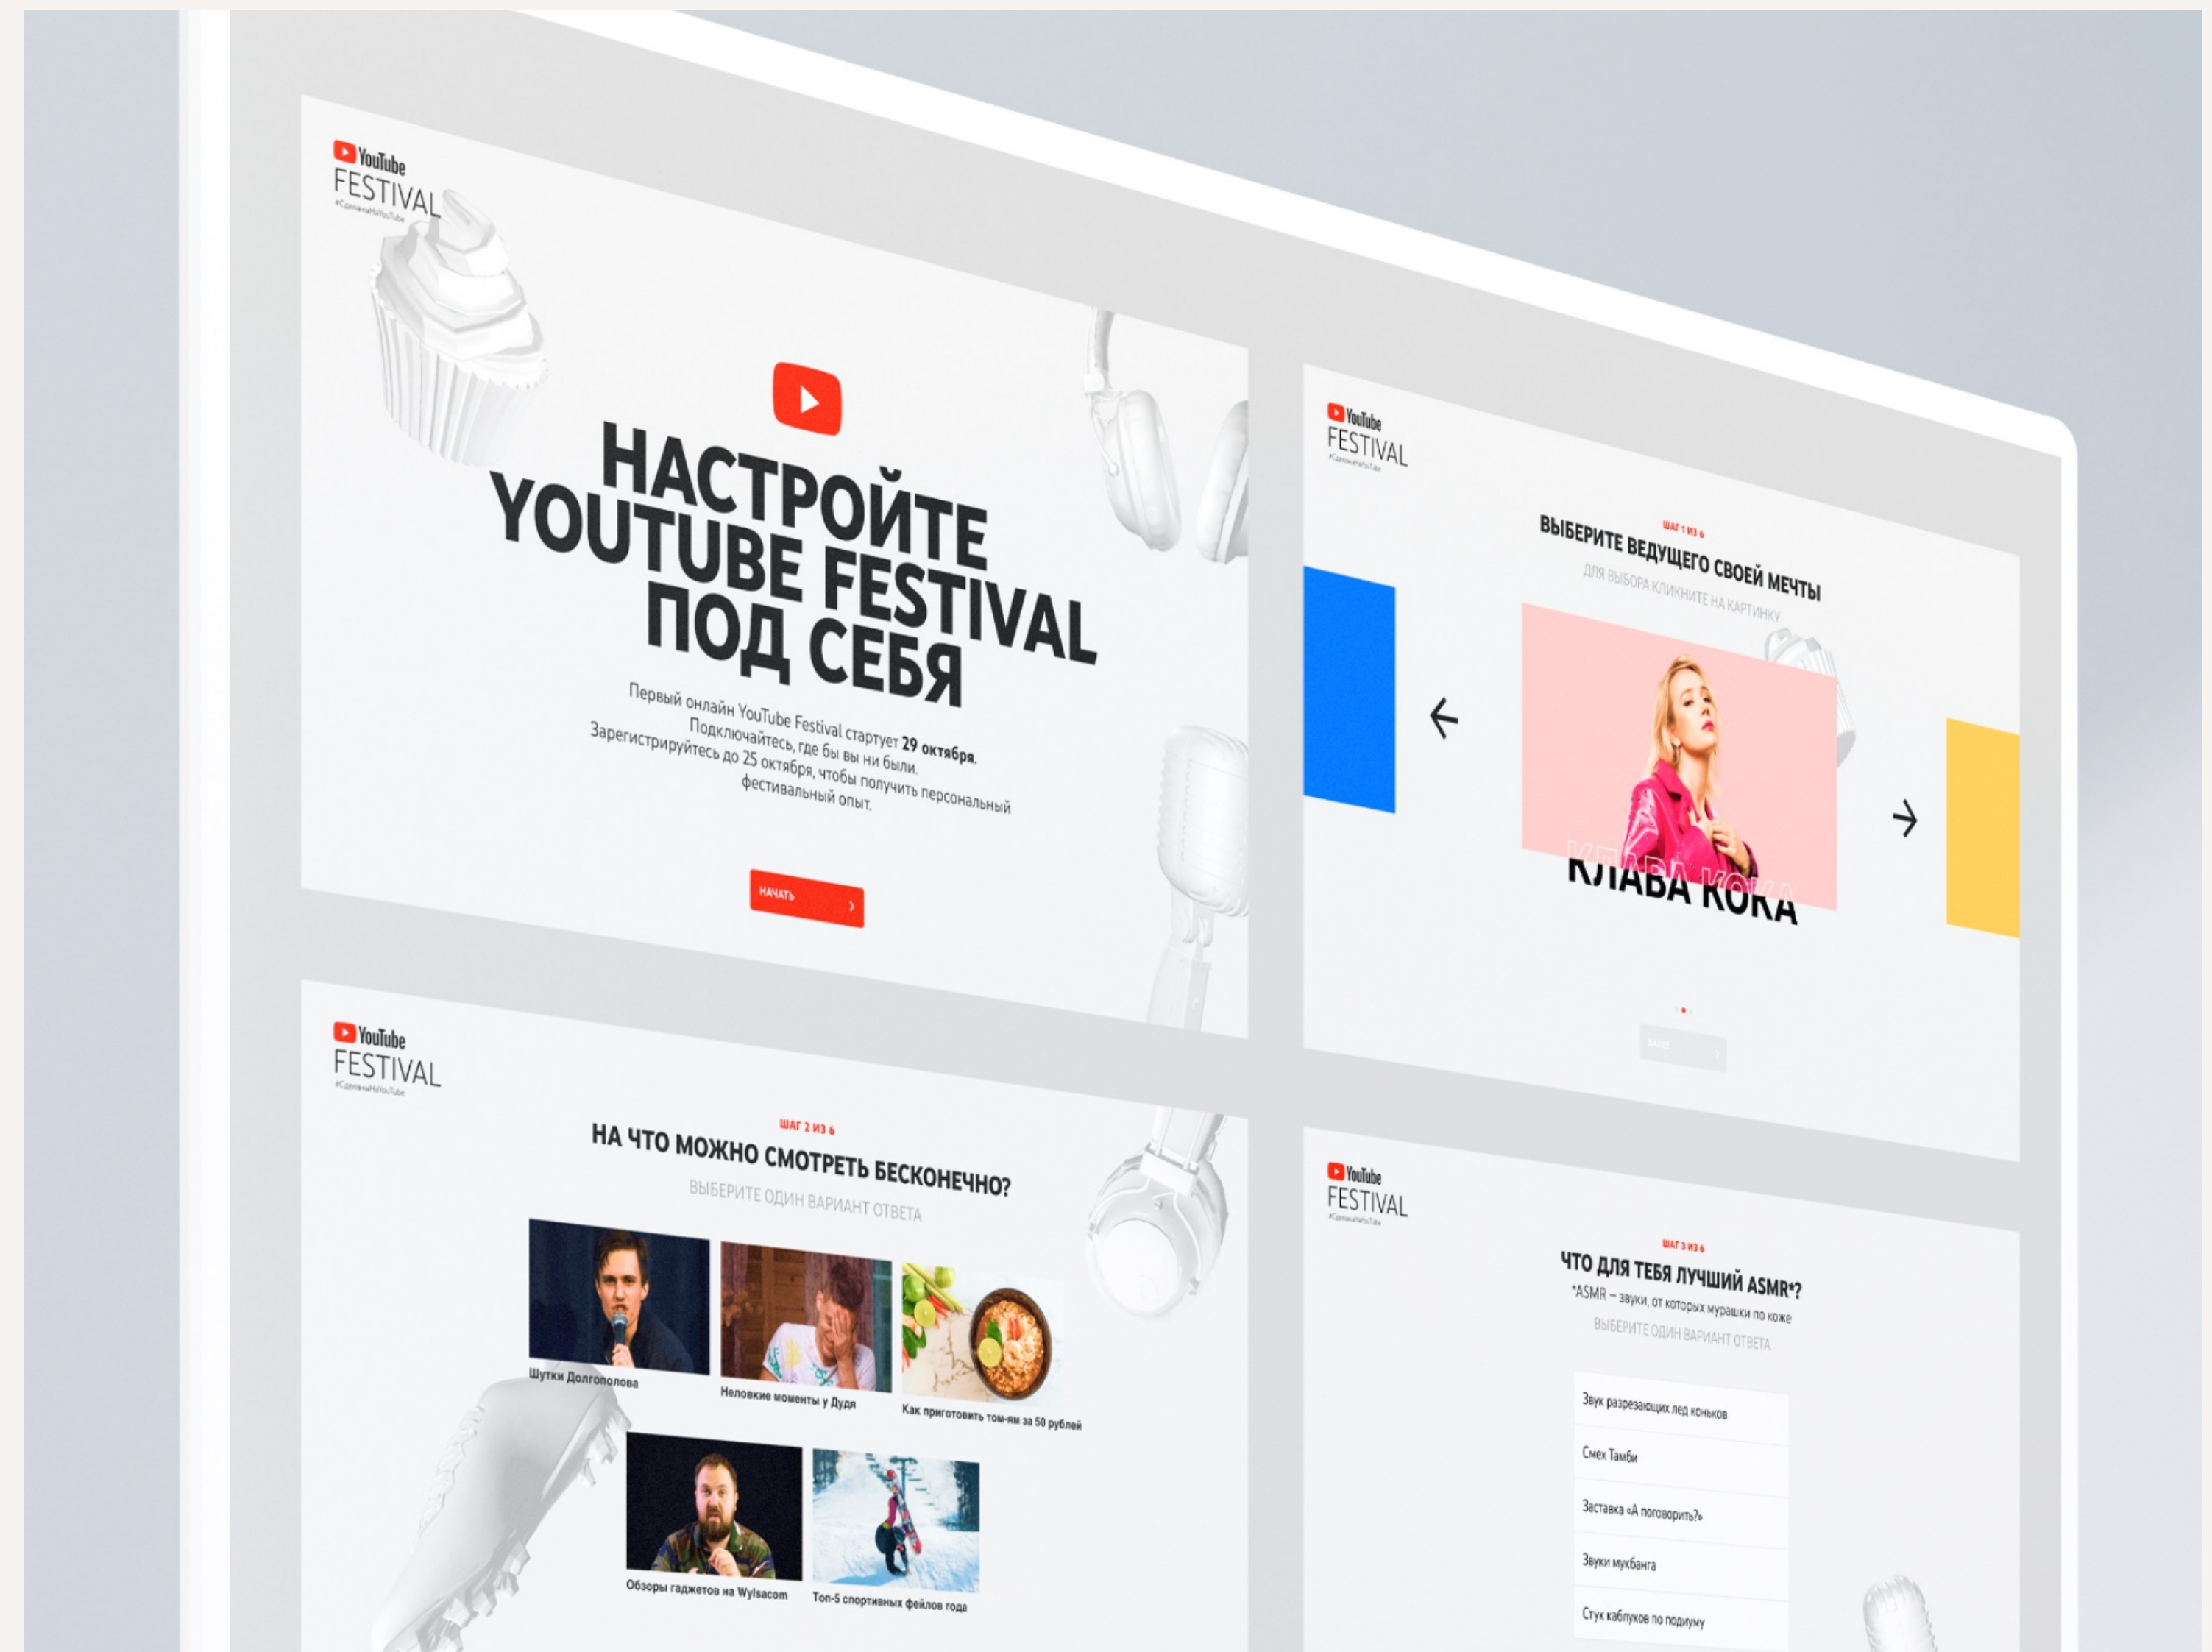 YouTube
FESTIVAL
#СделаноНаYouTube
НАСТРОЙТЕ
YOUTUBE FESTIVAL
ПОД СЕБЯ
Первый онлайн YouTube Festival стартует 29 октября.
Подключайтесь, где бы вы ни были.
Зарегистрируйтесь до 25 октября, чтобы получить персональный
фестивальный опыт.
НАЧАТЬ
YouTube
FESTIVAL
#СделаноНаYouTube
ШАГ 1 ИЗ 6
ВЫБЕРИТЕ ВЕДУЩЕГО СВОЕЙ МЕЧТЫ
ДЛЯ ВЫБОРА КЛИКНИТЕ НА КАРТИНКУ
КЛАВА КОКА
ДАЛЕЕ
YouTube
FESTIVAL
#СделаноНаYouTube
ШАГ 2 ИЗ 6
НА ЧТО МОЖНО СМОТРЕТЬ БЕСКОНЕЧНО?
ВЫБЕРИТЕ ОДИН ВАРИАНТ ОТВЕТА
Шутки Долгополова
Неловкие моменты у Дудя
Как приготовить том-ям за 50 рублей
Обзоры гаджетов на Wylsacom
Топ-5 спортивных фейлов года
YouTube
FESTIVAL
#СделаноНаYouTube
ШАГ 3 ИЗ 6
ЧТО ДЛЯ ТЕБЯ ЛУЧШИЙ ASMR*?
*ASMR – звуки, от которых мурашки по коже
ВЫБЕРИТЕ ОДИН ВАРИАНТ ОТВЕТА
Звук разрезающих лед коньков
Смех Тамби
Заставка «А поговорить?»
Звуки мукбанга
Стук каблуков по подиуму